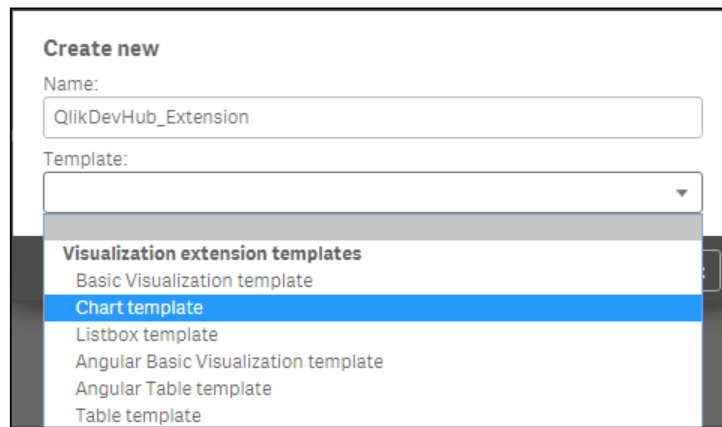 Create new
Name:
QlikDevHub_Extension
Template:
Visualization extension templates
Basic Visualization template
Chart template
Listbox template
Angular Basic Visualization template
Angular Table template
Table template